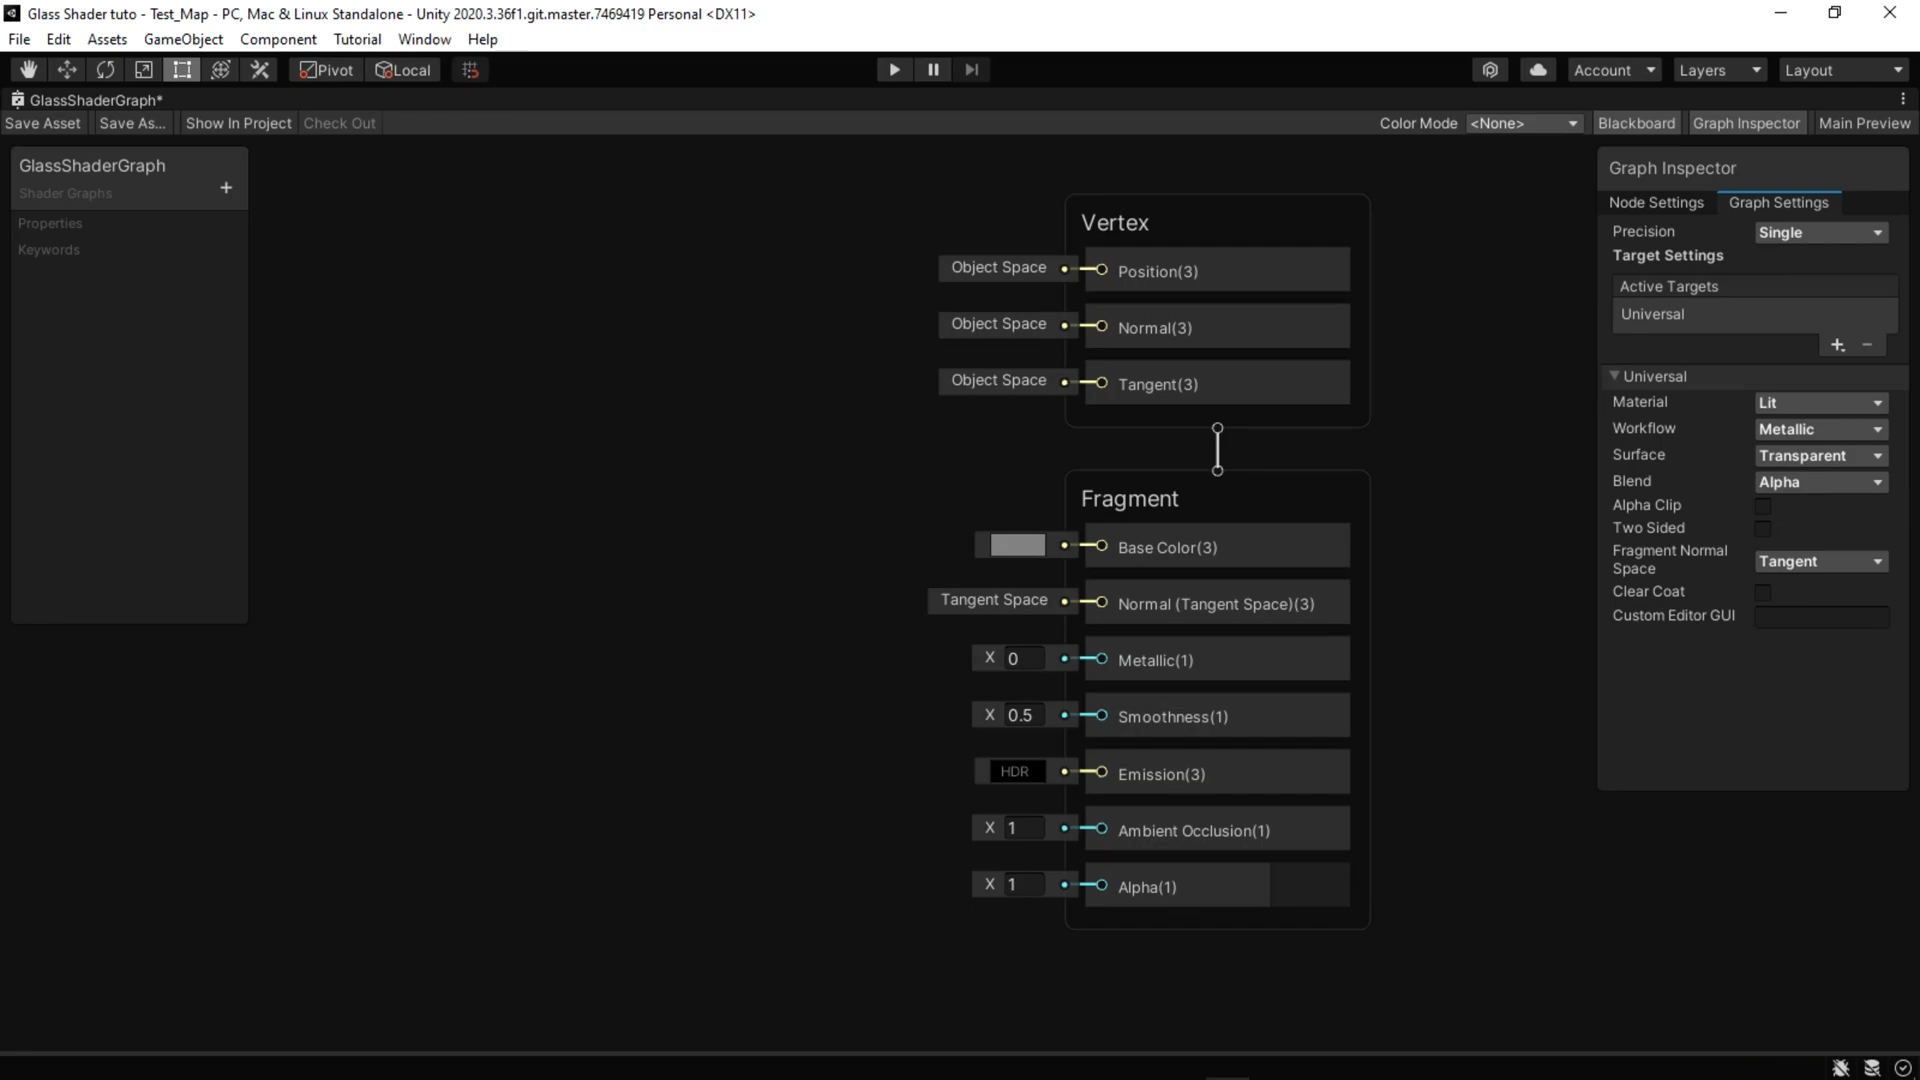 Glass Shader tuto - Test_Map - PC, Mac & Linux Standalone - Unity 2020.3.36f1.git.master.7469419 Personal <DX11>
File Edit Assets GameObject Component Tutorial Window Help
Pivot Local Account Layers Layout
GlassShaderGraph*
Save Asset Save As... Show In Project Check Out Color Mode <None> Blackboard Graph Inspector Main Preview
GlassShaderGraph
Shader Graphs
+
Properties
Keywords
Vertex
Object Space Position(3)
Object Space Normal(3)
Object Space Tangent(3)
Fragment
Base Color(3)
Tangent Space Normal (Tangent Space)(3)
X 0 Metallic(1)
X 0.5 Smoothness(1)
HDR Emission(3)
X 1 Ambient Occlusion(1)
X 1 Alpha(1)
Graph Inspector
Node Settings Graph Settings
Precision Single
Target Settings
Active Targets
Universal
Universal
Material Lit
Workflow Metallic
Surface Transparent
Blend Alpha
Alpha Clip
Two Sided
Fragment Normal
Space Tangent
Clear Coat
Custom Editor GUI